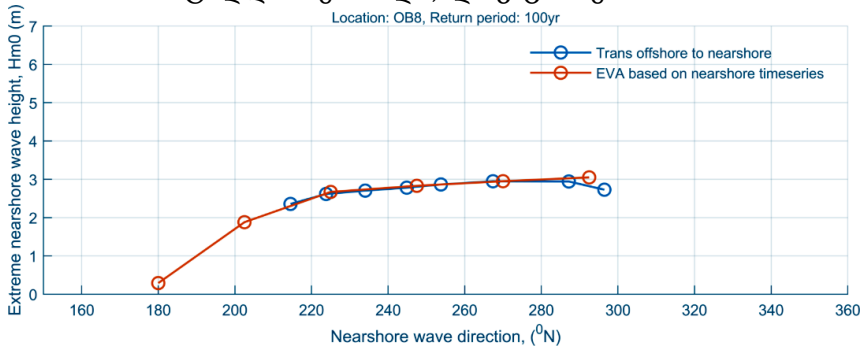 Location: OB8, Return period: 100yr
Extreme nearshore wave height, Hm0 (m)
7
6
5
4
3
2
1
0
Trans offshore to nearshore
EVA based on nearshore timeseries
160 180 200 220 240 260 280 300 320 340 360
Nearshore wave direction, (⁰N)